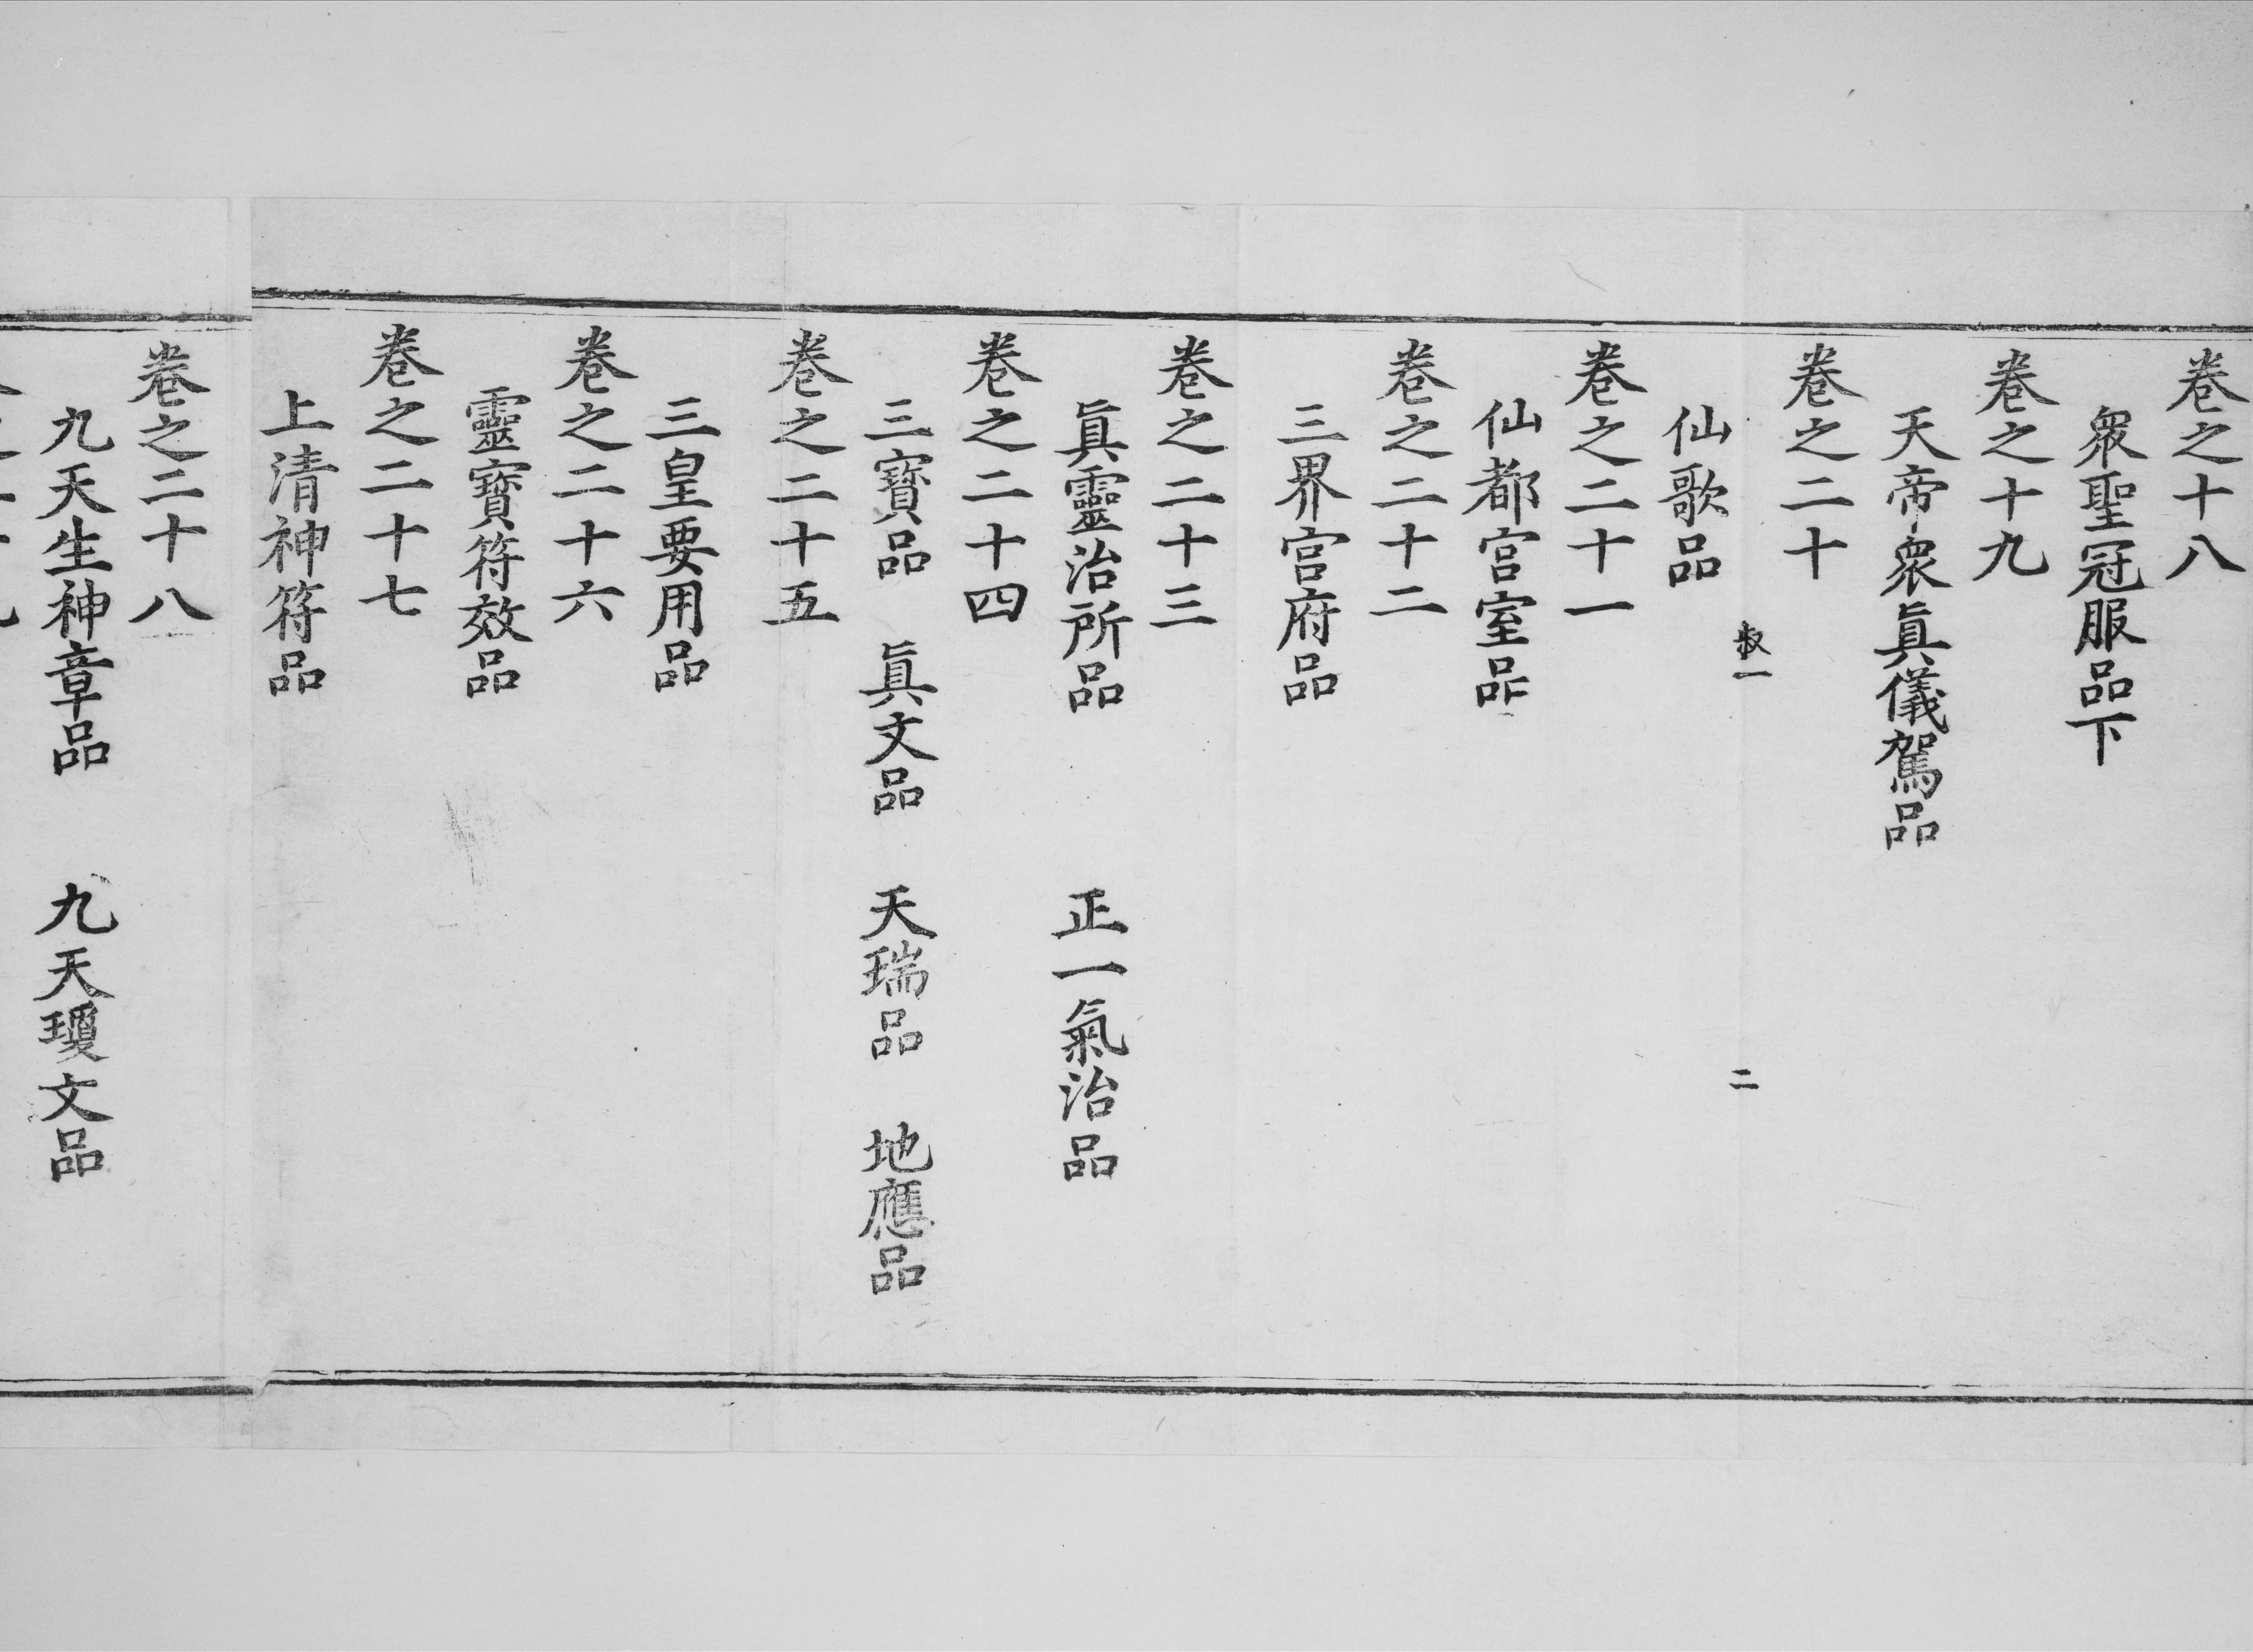 卷之十八
衆聖冠服品下
卷之十九
天帝衆眞儀駕品
卷之二十
二
仙歌品
卷之二十一
仙都宮室品
卷之二十二
三界宮府品
卷之二十三
眞靈治所品　正一氣治品
卷之二十四
三寶品　眞文品　天瑞品　地應品
卷之二十五
三皇要用品
卷之二十六
靈寶符效品
卷之二十七
上清神符品
卷之二十八
九天生神章品　九天瓊文品